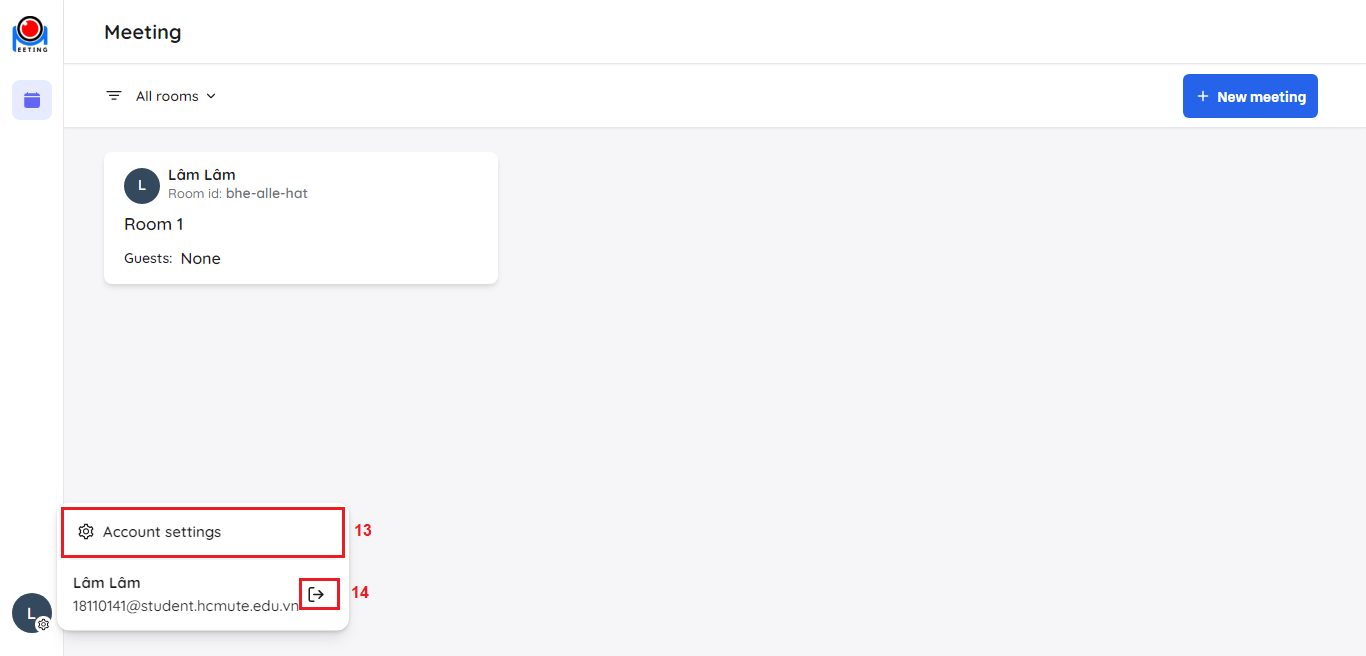 EETING
Meeting
All rooms
+ New meeting
L
Lâm Lâm
Room id: bhe-alle-hat
Room 1
Guests: None
Account settings
13
Lâm Lâm
18110141@student.hcmute.edu.vn
14
L